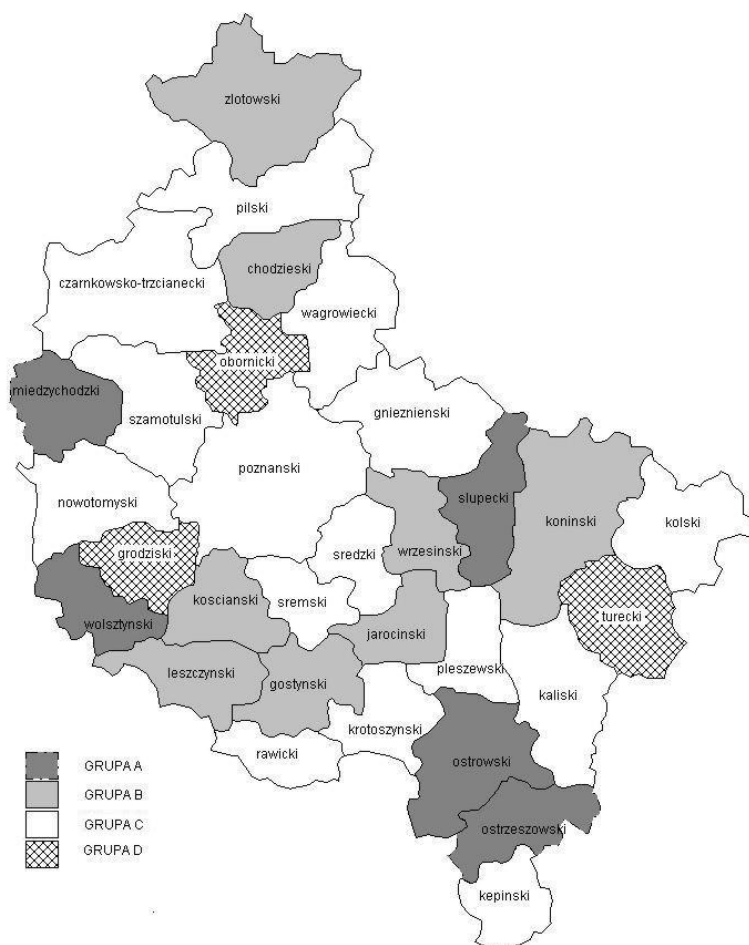 zlotowski
pilski
chodzieski
czarnkowsko-trzcianecki
wagrowiecki
obornicki
miedzychodzki
szamotulski
gnieznienski
poznanski
slupecki
nowotomyski
koninski
kolski
grodziski
sredzki
wrzesinski
koscianski
sremski
turecki
wolsztynski
jarocinski
leszczynski
gostynski
pleszewski
kaliski
krotoszynski
rawicki
ostrowski
ostrzeszowski
kepinski
GRUPA A
GRUPA B
GRUPA C
GRUPA D